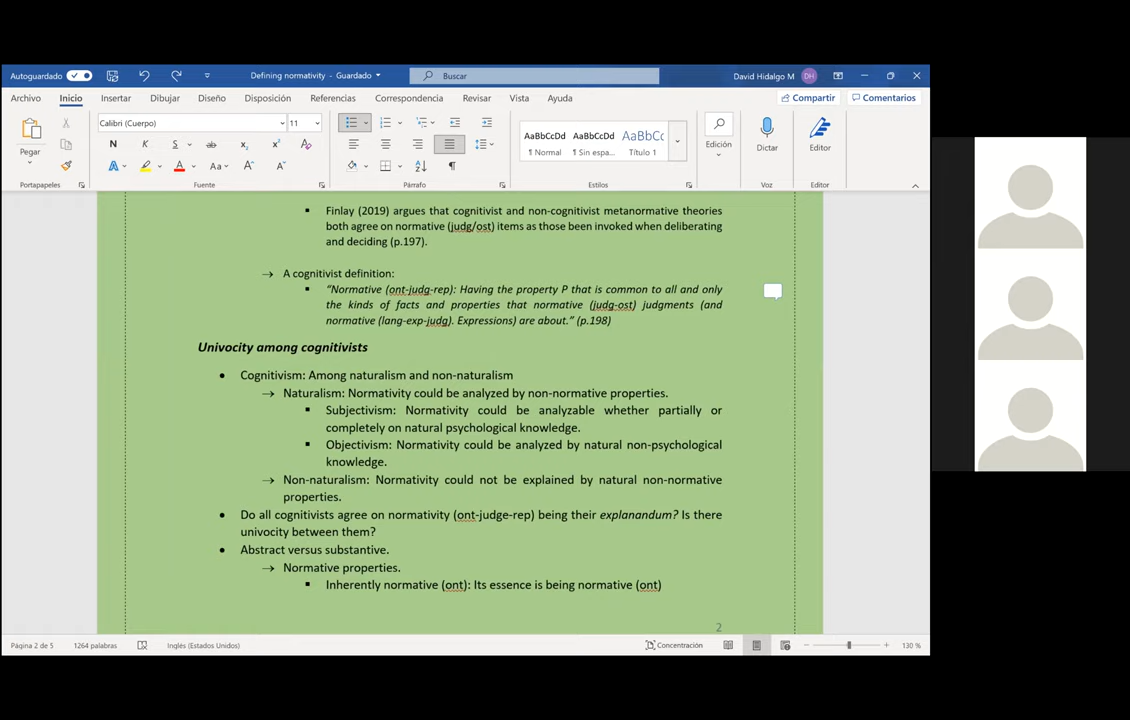 Autoguardado
Defining normativity - Guardado
Buscar
David Hidalgo M
DH
Archivo Inicio Insertar Dibujar Diseño Disposición Referencias Correspondencia Revisar Vista Ayuda Compartir Comentarios
Calibri (Cuerpo) 11
AaBbCcDd AaBbCcDd AaBbCc
¶ Normal ¶ Sin espa... Título 1
Pegar
N K S ab x₂ x²
A A Aa A A
Edición Dictar Editor
Portapapeles Fuente Párrafo Estilos Voz Editor
▪ Finlay (2019) argues that cognitivist and non-cognitivist metanormative theories
both agree on normative (judg/ost) items as those been invoked when deliberating
and deciding (p.197).
→ A cognitivist definition:
▪ “Normative (ont-judg-rep): Having the property P that is common to all and only
the kinds of facts and properties that normative (judg-ost) judgments (and
normative (lang-exp-judg). Expressions) are about.” (p.198)
Univocity among cognitivists
● Cognitivism: Among naturalism and non-naturalism
→ Naturalism: Normativity could be analyzed by non-normative properties.
▪ Subjectivism: Normativity could be analyzable whether partially or
completely on natural psychological knowledge.
▪ Objectivism: Normativity could be analyzed by natural non-psychological
knowledge.
→ Non-naturalism: Normativity could not be explained by natural non-normative
properties.
● Do all cognitivists agree on normativity (ont-judge-rep) being their explanandum? Is there
univocity between them?
● Abstract versus substantive.
→ Normative properties.
▪ Inherently normative (ont): Its essence is being normative (ont)
2
Página 2 de 5 1264 palabras Inglés (Estados Unidos) Concentración 130 %